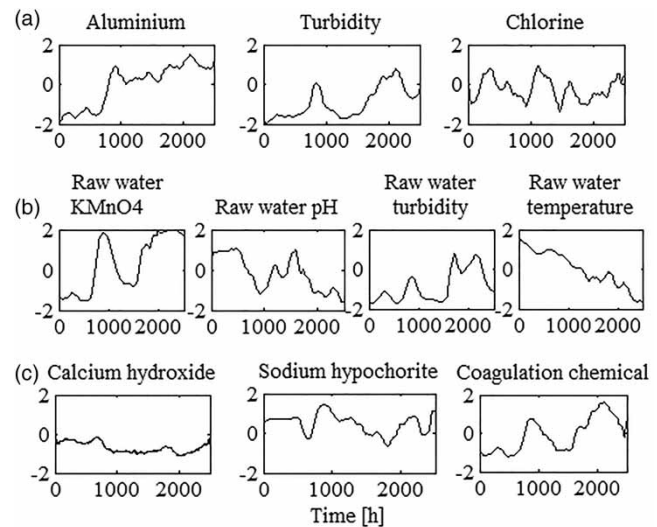 (a) Aluminium Turbidity Chlorine
2 2 2
0 0 0
-2 -2 -2
0 1000 2000 0 1000 2000 0 1000 2000
Raw water Raw water Raw water
(b) KMnO4 Raw water pH turbidity temperature
2 2 2 2
0 0 0 0
-2 -2 -2 -2
0 1000 2000 0 1000 2000 0 1000 2000 0 1000 2000
(c) Calcium hydroxide Sodium hypochorite Coagulation chemical
2 2 2
0 0 0
-2 -2 -2
0 1000 2000 0 1000 2000 0 1000 2000
Time [h]